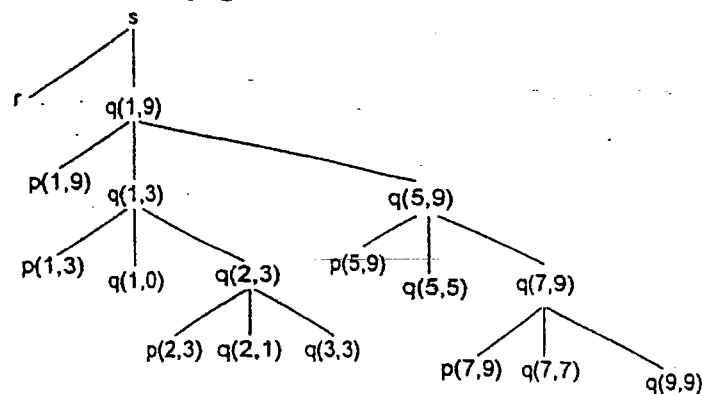 s
r
q(1,9)
p(1,9) q(1,3) q(5,9)
p(1,3) q(1,0) q(2,3) p(5,9) q(5,5) q(7,9)
p(2,3) q(2,1) q(3,3) p(7,9) q(7,7) q(9,9)